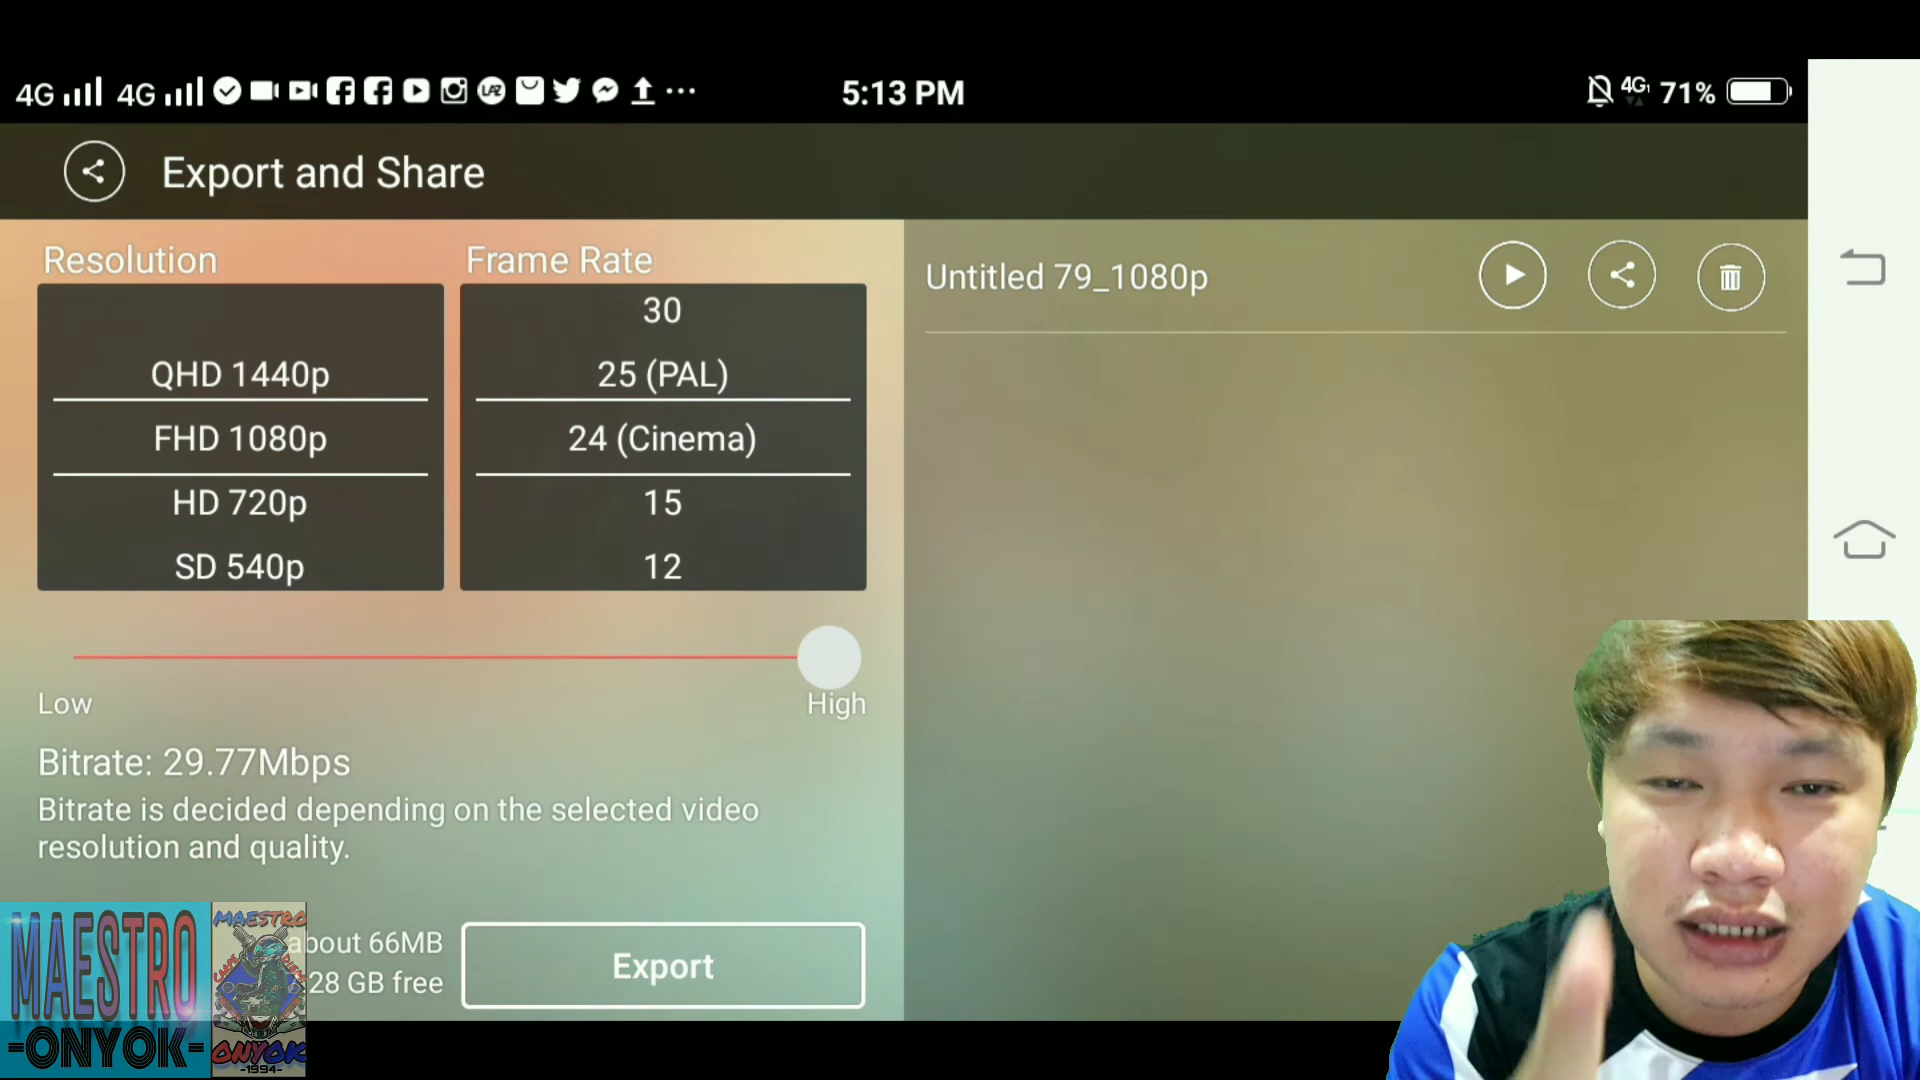 4G 4G 5:13 PM 4G 71%
Export and Share
Resolution
Frame Rate
QHD 1440p
FHD 1080p
HD 720p
SD 540p
30
25 (PAL)
24 (Cinema)
15
12
Low
High
Bitrate: 29.77Mbps
Bitrate is decided depending on the selected video
resolution and quality.
about 66MB
28 GB free
Export
Untitled 79_1080p
MAESTRO
-ONYOK-
MAESTRO
ONYOK
-1994-